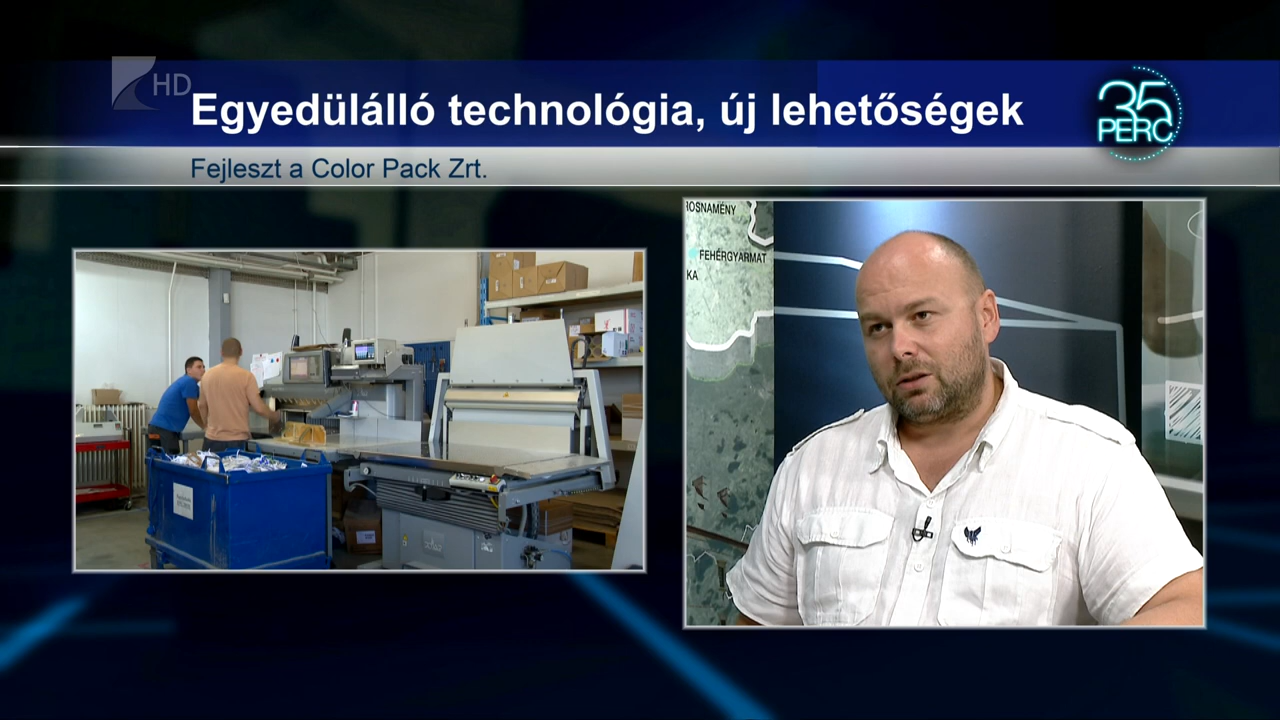 HD
Egyedülálló technológia, új lehetőségek
35
PERC
Fejleszt a Color Pack Zrt.
ROSNAMÉNY
FEHÉRGYARMAT
KA